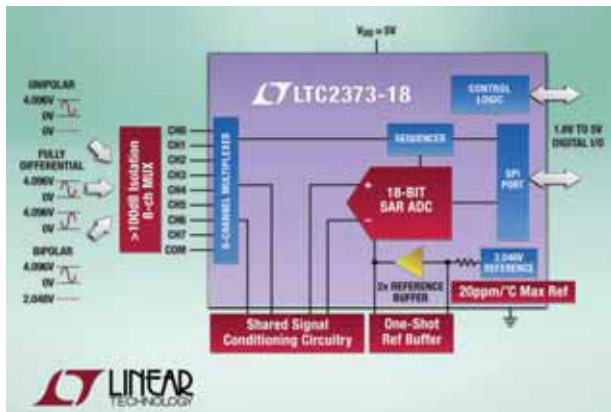 V_DD = 5V
LTC2373-18
UNIPOLAR
4.096V
0V
0V
FULLY
DIFFERENTIAL
4.096V
0V
4.096V
0V
BIPOLAR
4.096V
0V
2.048V
>100dB Isolation
8-ch MUX
CH0
CH1
CH2
CH3
CH4
CH5
CH6
CH7
COM
8-CHANNEL MULTIPLEXER
CONTROL
LOGIC
SEQUENCER
1.8V TO 5V
DIGITAL I/O
SPI
PORT
+
18-BIT
SAR ADC
–
2x REFERENCE
BUFFER
2.048V
REFERENCE
20ppm/°C Max Ref
Shared Signal
Conditioning Circuitry
One-Shot
Ref Buffer
LINEAR
TECHNOLOGY